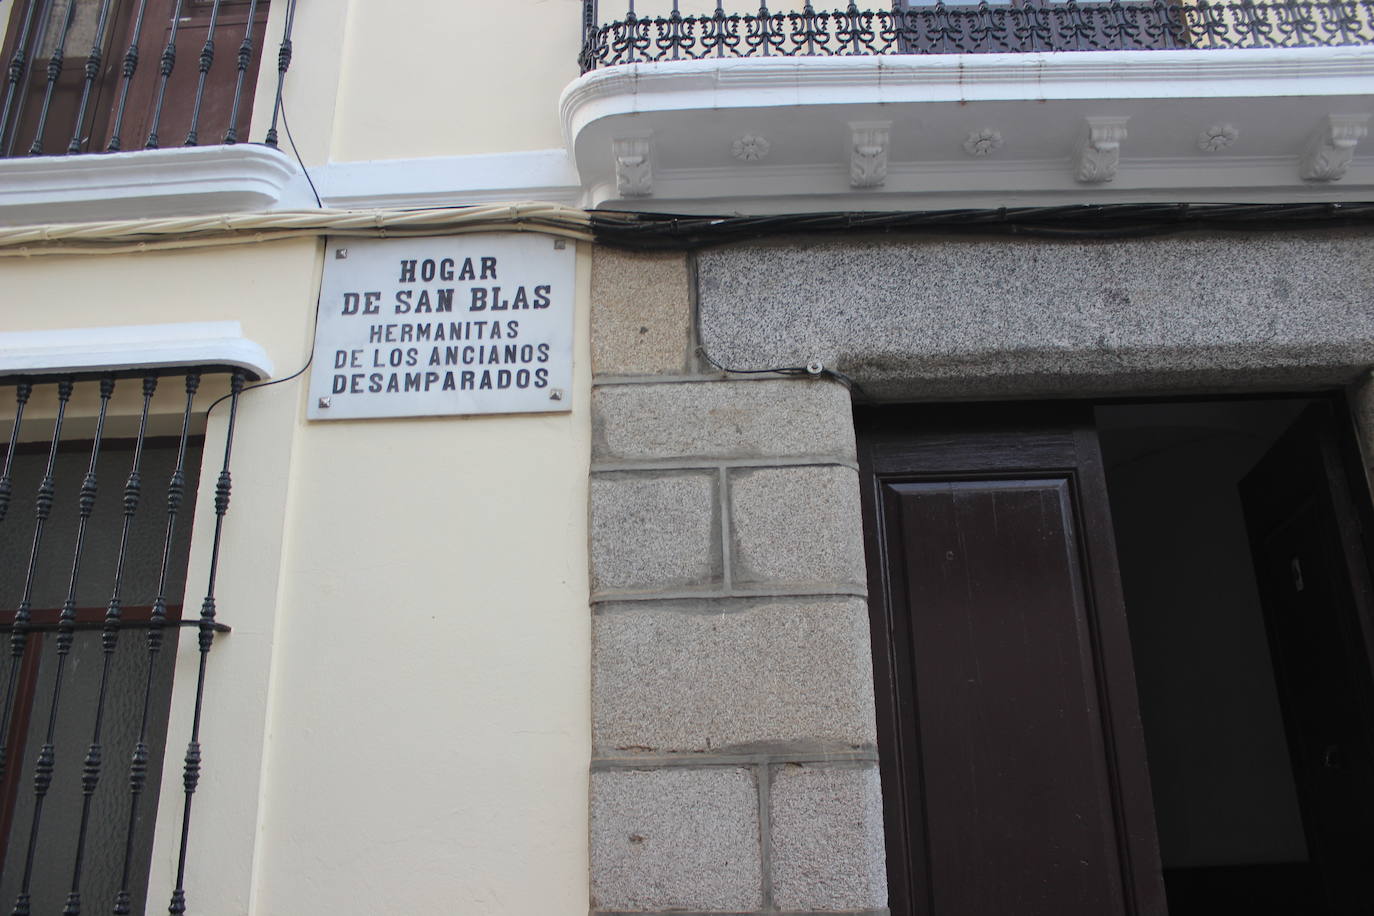 HOGAR
DE SAN BLAS
HERMANITAS
DE LOS ANCIANOS
DESAMPARADOS